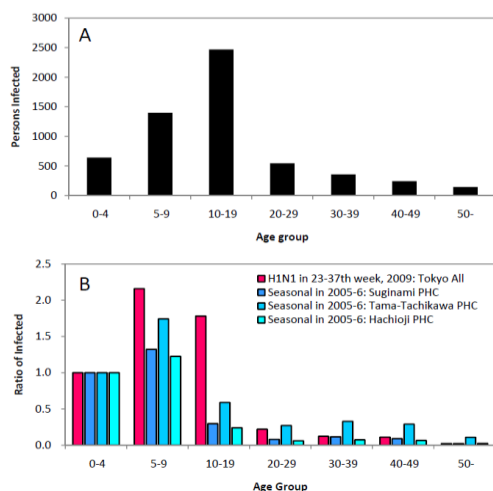 A
Persons Infected
3000
2500
2000
1500
1000
500
0
0-4 5-9 10-19 20-29 30-39 40-49 50-
Age group
B
H1N1 in 23-37th week, 2009: Tokyo All
Seasonal in 2005-6: Suginami PHC
Seasonal in 2005-6: Tama-Tachikawa PHC
Seasonal in 2005-6: Hachioji PHC
Ratio of Infected
2.5
2.0
1.5
1.0
0.5
0.0
0-4 5-9 10-19 20-29 30-39 40-49 50-
Age Group